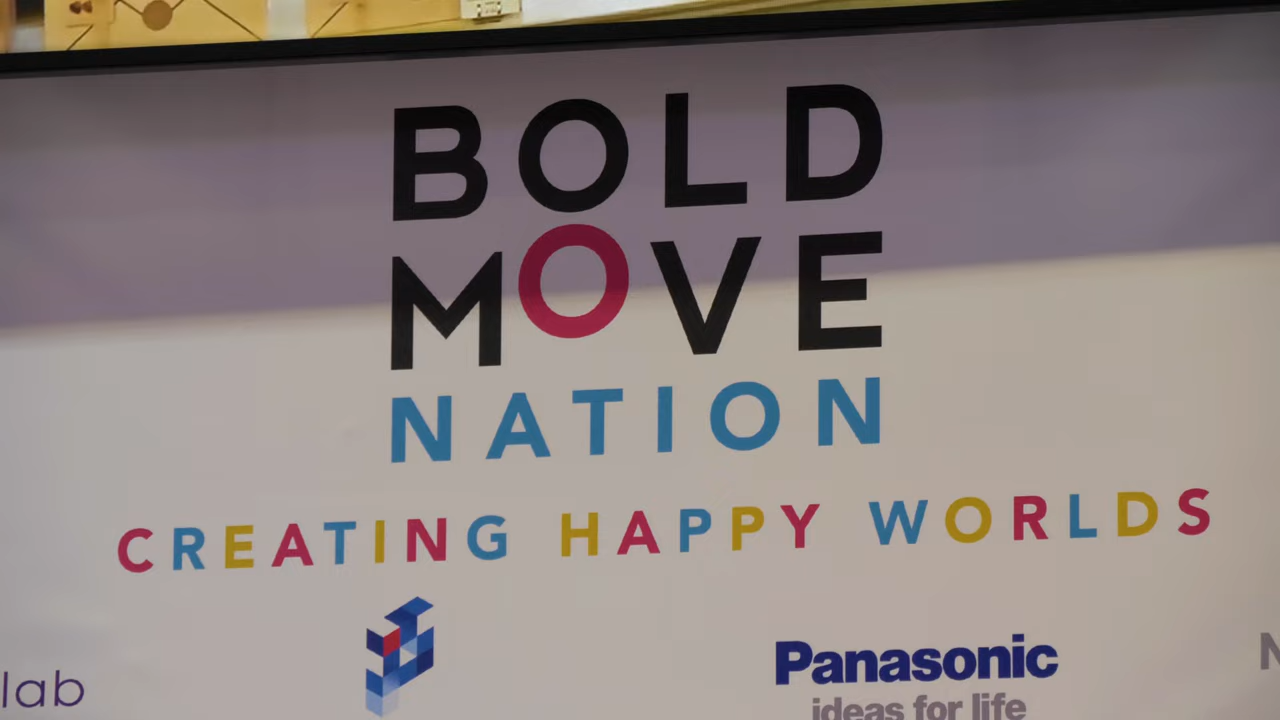 BOLD
MOVE
NATION
CREATING HAPPY WORLDS
lab
Panasonic
ideas for life